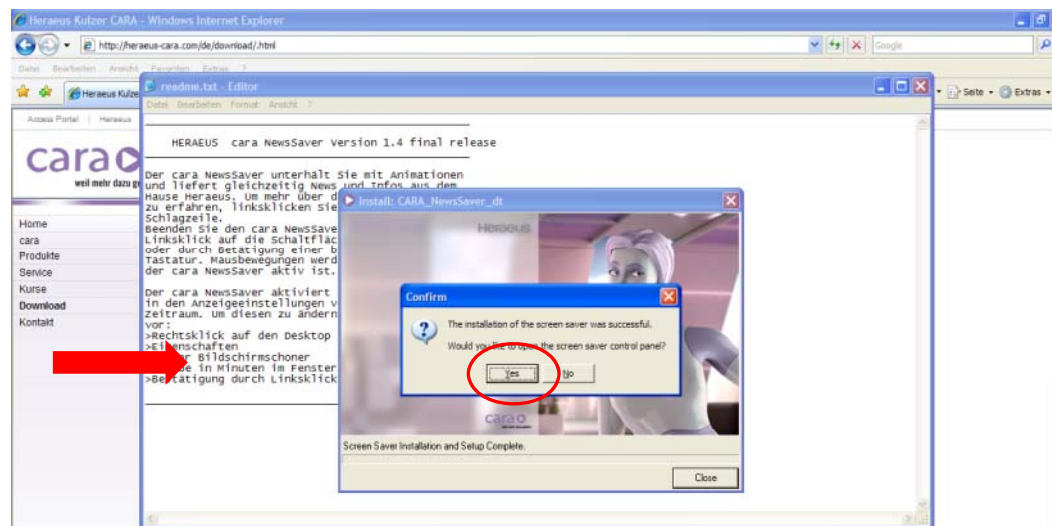 Heraeus Kulzer CARA - Windows Internet Explorer
http://heraeus-cara.com/de/download/.html
Google
Datei Bearbeiten Ansicht Favoriten Extras ?
Heraeus Kulze
Seite
Extras
Access Portal | Heraeus
cara
weil mehr dazu ge
Home
cara
Produkte
Service
Kurse
Download
Kontakt
readme.txt - Editor
Datei Bearbeiten Format Ansicht ?
HERAEUS cara NewsSaver Version 1.4 final release
Der cara NewsSaver unterhält Sie mit Animationen
und liefert gleichzeitig News und Infos aus dem
Hause Heraeus. Um mehr über d
zu erfahren, linksklicken Sie
Schlagzeile.
Beenden Sie den cara NewsSave
Linksklick auf die Schaltfläc
oder durch Betätigung einer b
Tastatur. Mausbewegungen werd
der cara NewsSaver aktiv ist.
Der cara NewsSaver aktiviert
in den Anzeigeeinstellungen v
Zeitraum. Um diesen zu ändern
vor:
>Rechtsklick auf den Desktop
>Eigenschaften
r Bildschirmschoner
e in Minuten im Fenster
>Bestätigung durch Linksklick
Install: CARA_NewsSaver_dt
Heraeus
Confirm
The installation of the screen saver was successful.
Would you like to open the screen saver control panel?
Yes
No
cara
Screen Saver Installation and Setup Complete.
Close